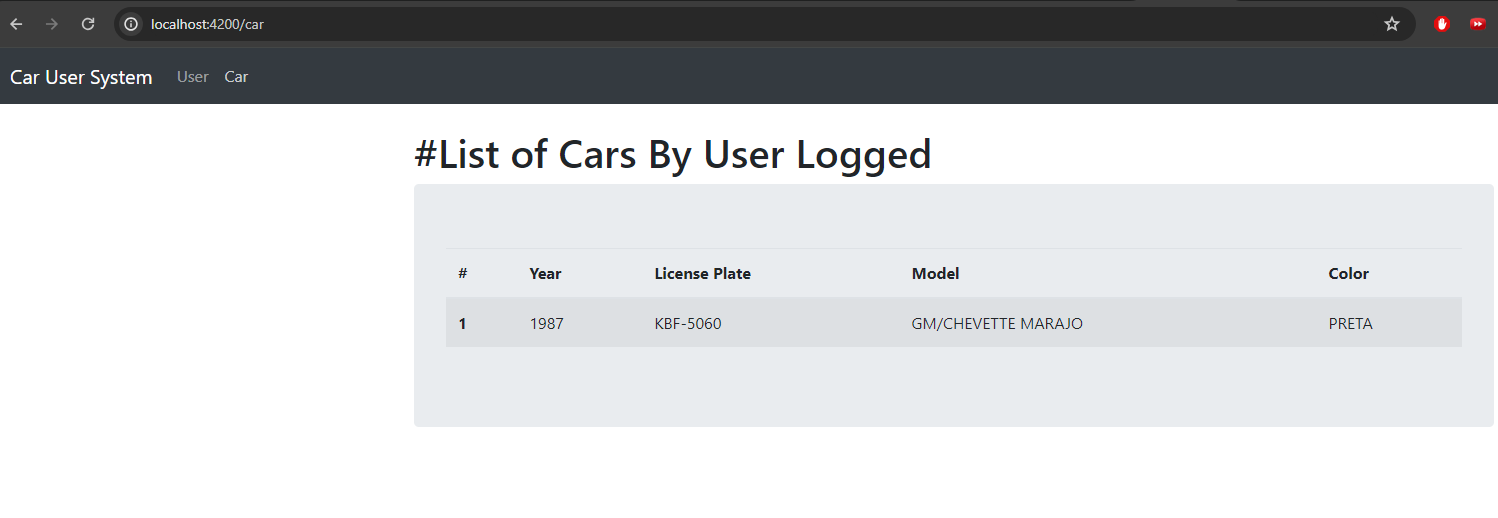 localhost:4200/car
Car User System User Car
#List of Cars By User Logged
# Year License Plate Model Color
1 1987 KBF-5060 GM/CHEVETTE MARAJO PRETA